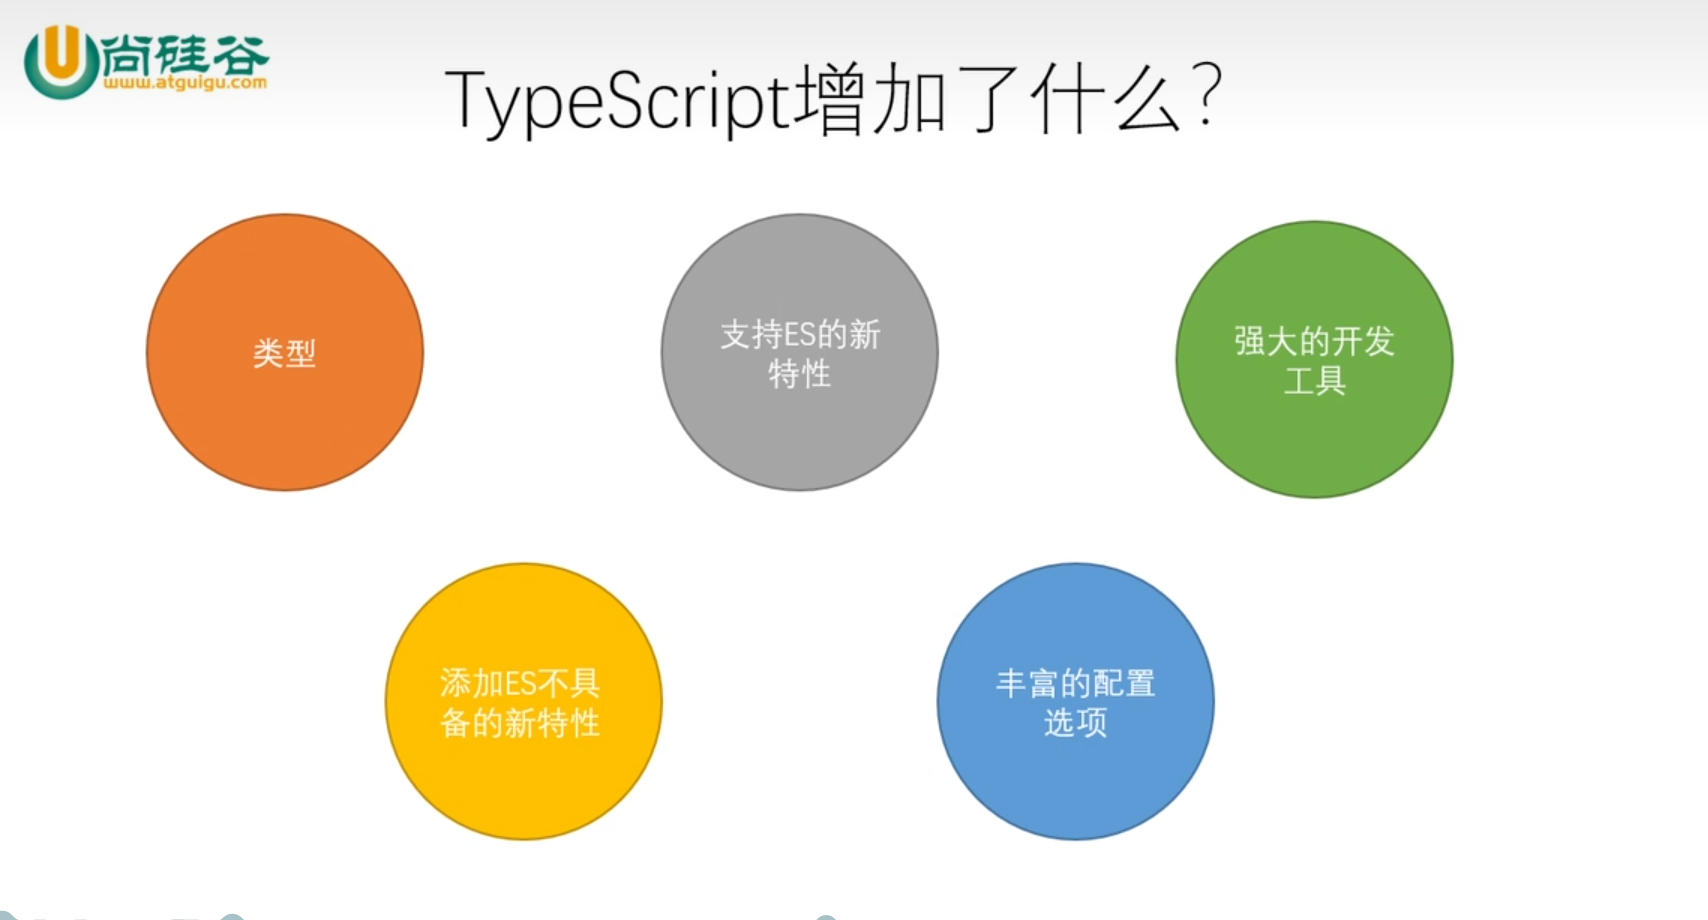 尚硅谷
www.atguigu.com
TypeScript增加了什么?
类型
支持ES的新
特性
强大的开发
工具
添加ES不具
备的新特性
丰富的配置
选项